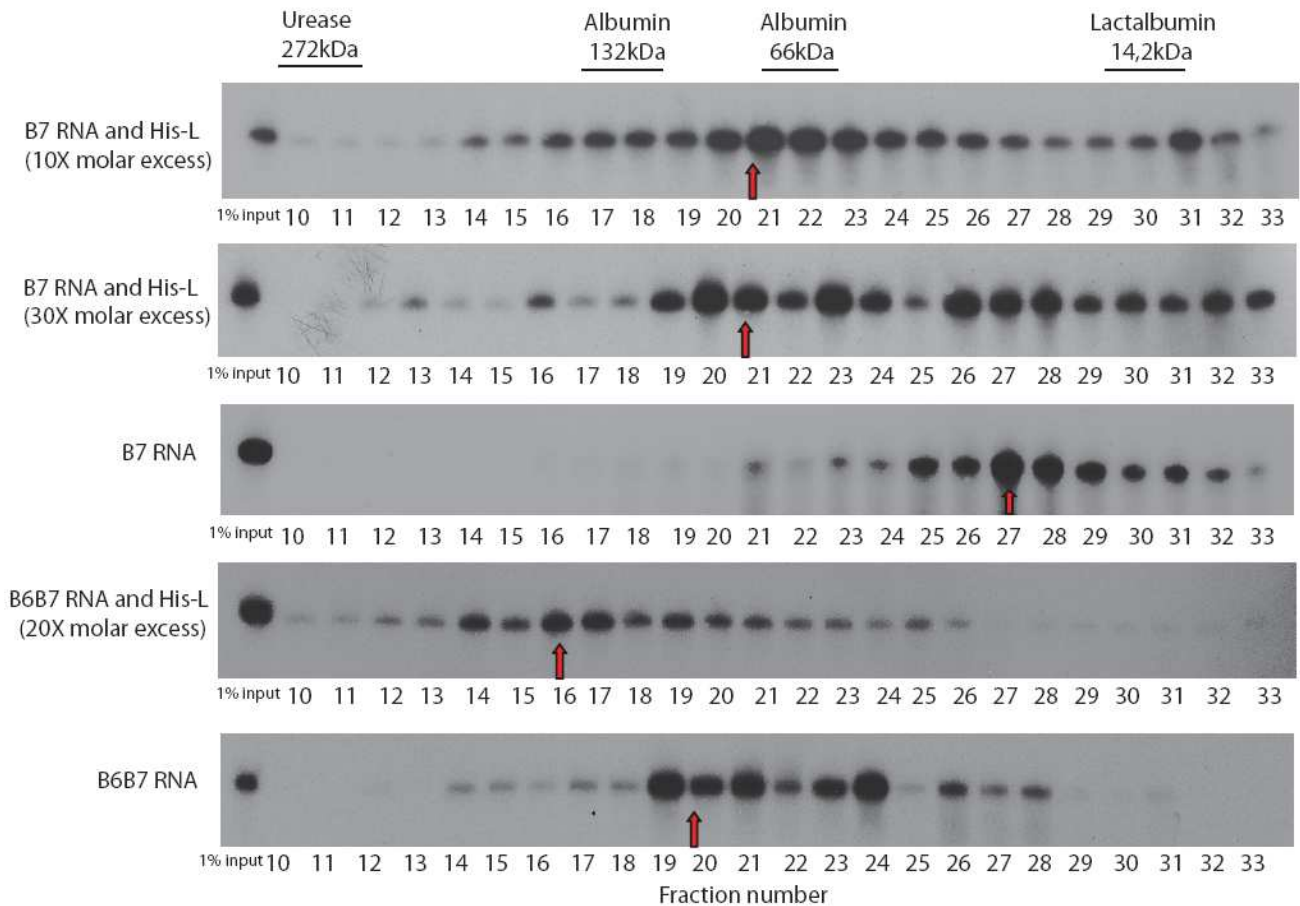 Urease Albumin Albumin Lactalbumin
272kDa 132kDa 66kDa 14,2kDa
B7 RNA and His-L
(10X molar excess)
1% input 10 11 12 13 14 15 16 17 18 19 20 21 22 23 24 25 26 27 28 29 30 31 32 33
B7 RNA and His-L
(30X molar excess)
1% input 10 11 12 13 14 15 16 17 18 19 20 21 22 23 24 25 26 27 28 29 30 31 32 33
B7 RNA
1% input 10 11 12 13 14 15 16 17 18 19 20 21 22 23 24 25 26 27 28 29 30 31 32 33
B6B7 RNA and His-L
(20X molar excess)
1% input 10 11 12 13 14 15 16 17 18 19 20 21 22 23 24 25 26 27 28 29 30 31 32 33
B6B7 RNA
1% input 10 11 12 13 14 15 16 17 18 19 20 21 22 23 24 25 26 27 28 29 30 31 32 33
Fraction number